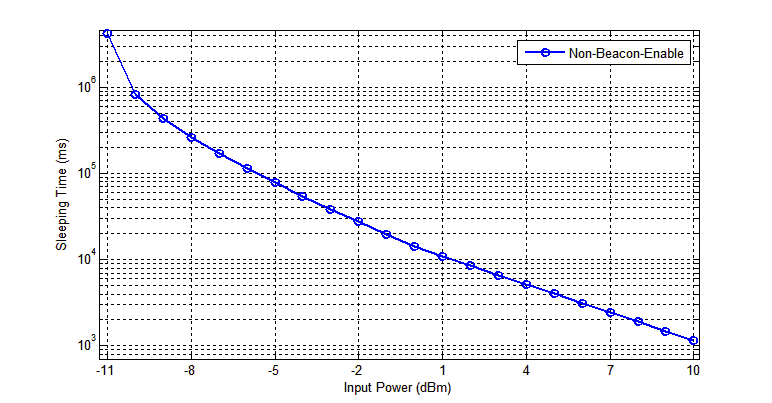 Non-Beacon-Enable
10^6
10^5
10^4
10^3
Sleeping Time (ms)
-11 -8 -5 -2 1 4 7 10
Input Power (dBm)